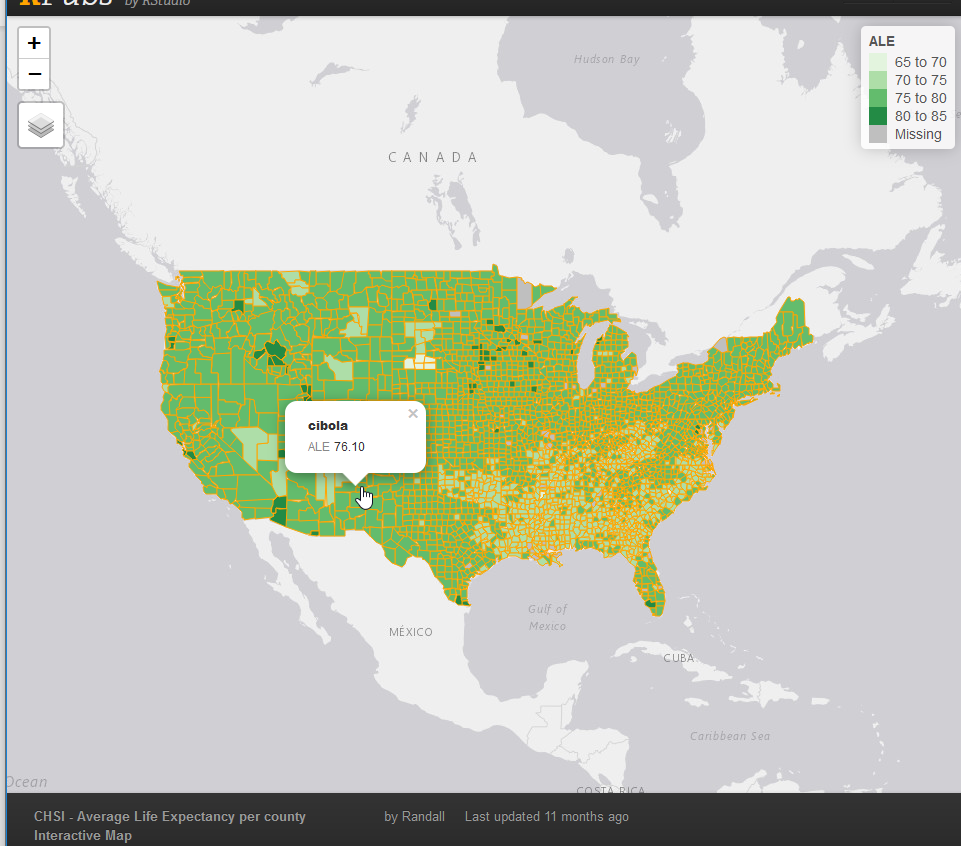 by RStudio
+
−
Hudson Bay
ALE
65 to 70
70 to 75
75 to 80
80 to 85
Missing
CANADA
cibola
×
ALE 76.10
Gulf of
Mexico
MÉXICO
CUBA
Caribbean Sea
Ocean
COSTA RICA
CHSI - Average Life Expectancy per county
Interactive Map
by Randall
Last updated 11 months ago